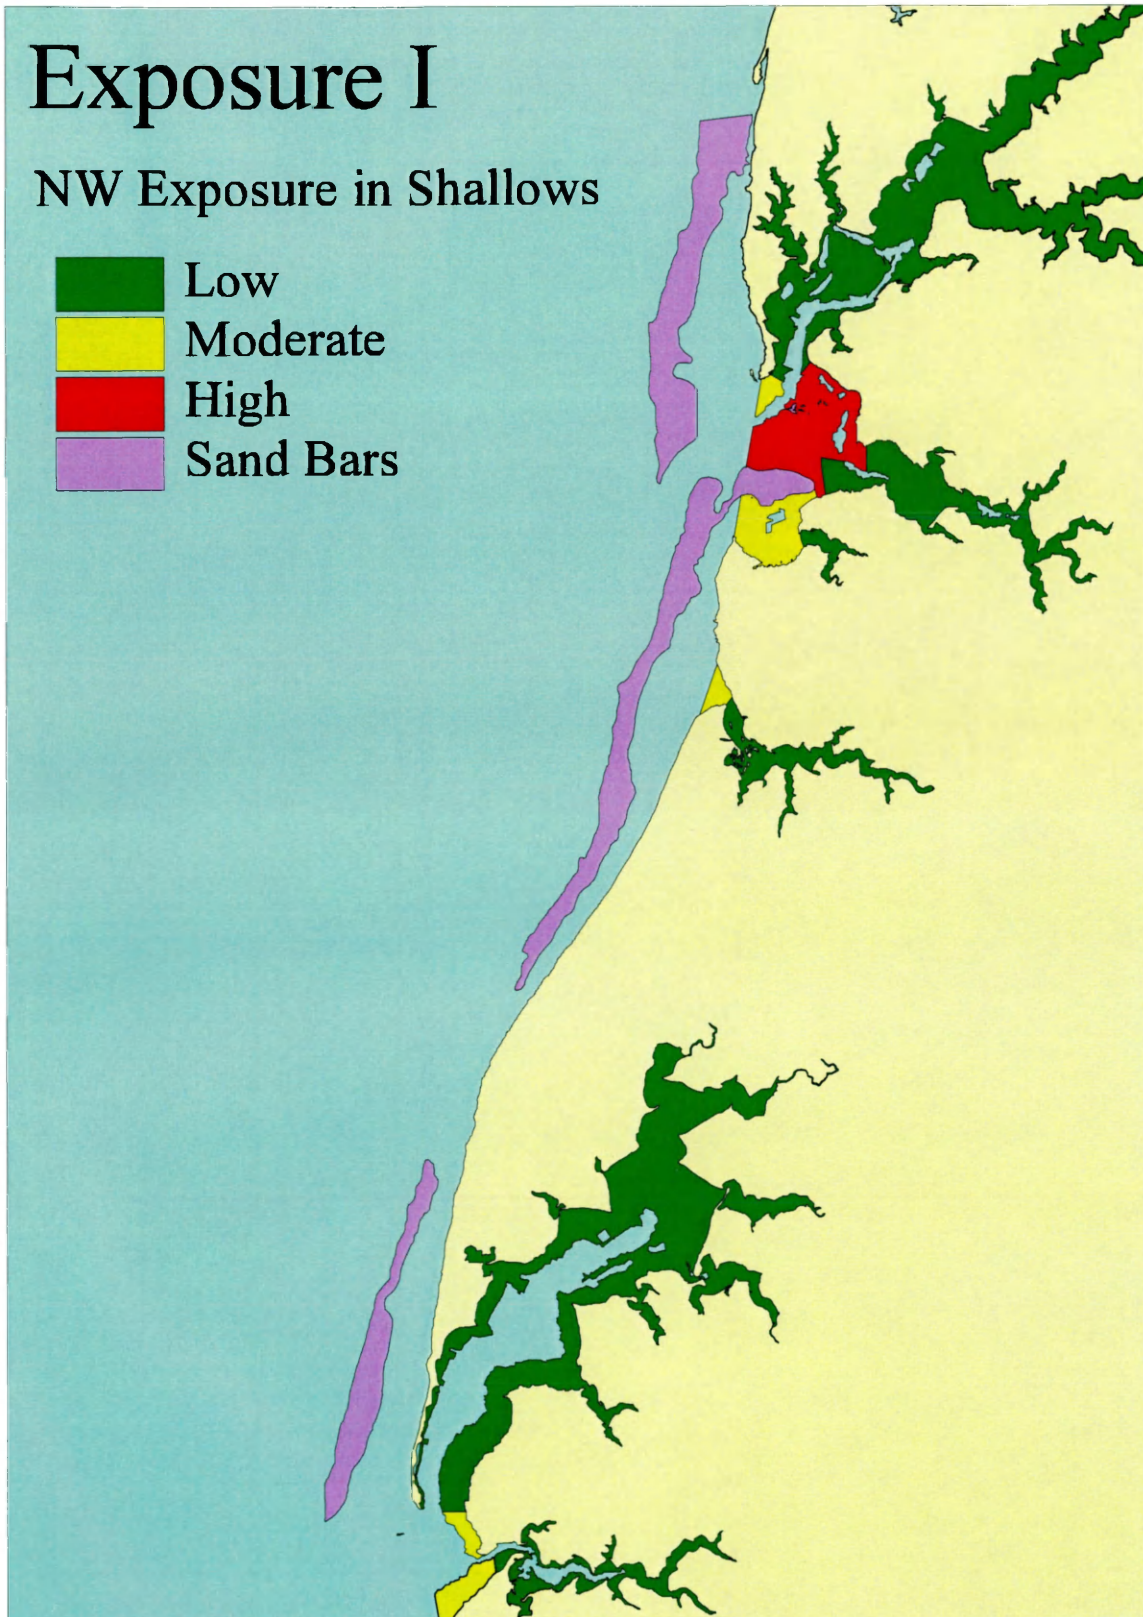 Exposure I
NW Exposure in Shallows
Low
Moderate
High
Sand Bars